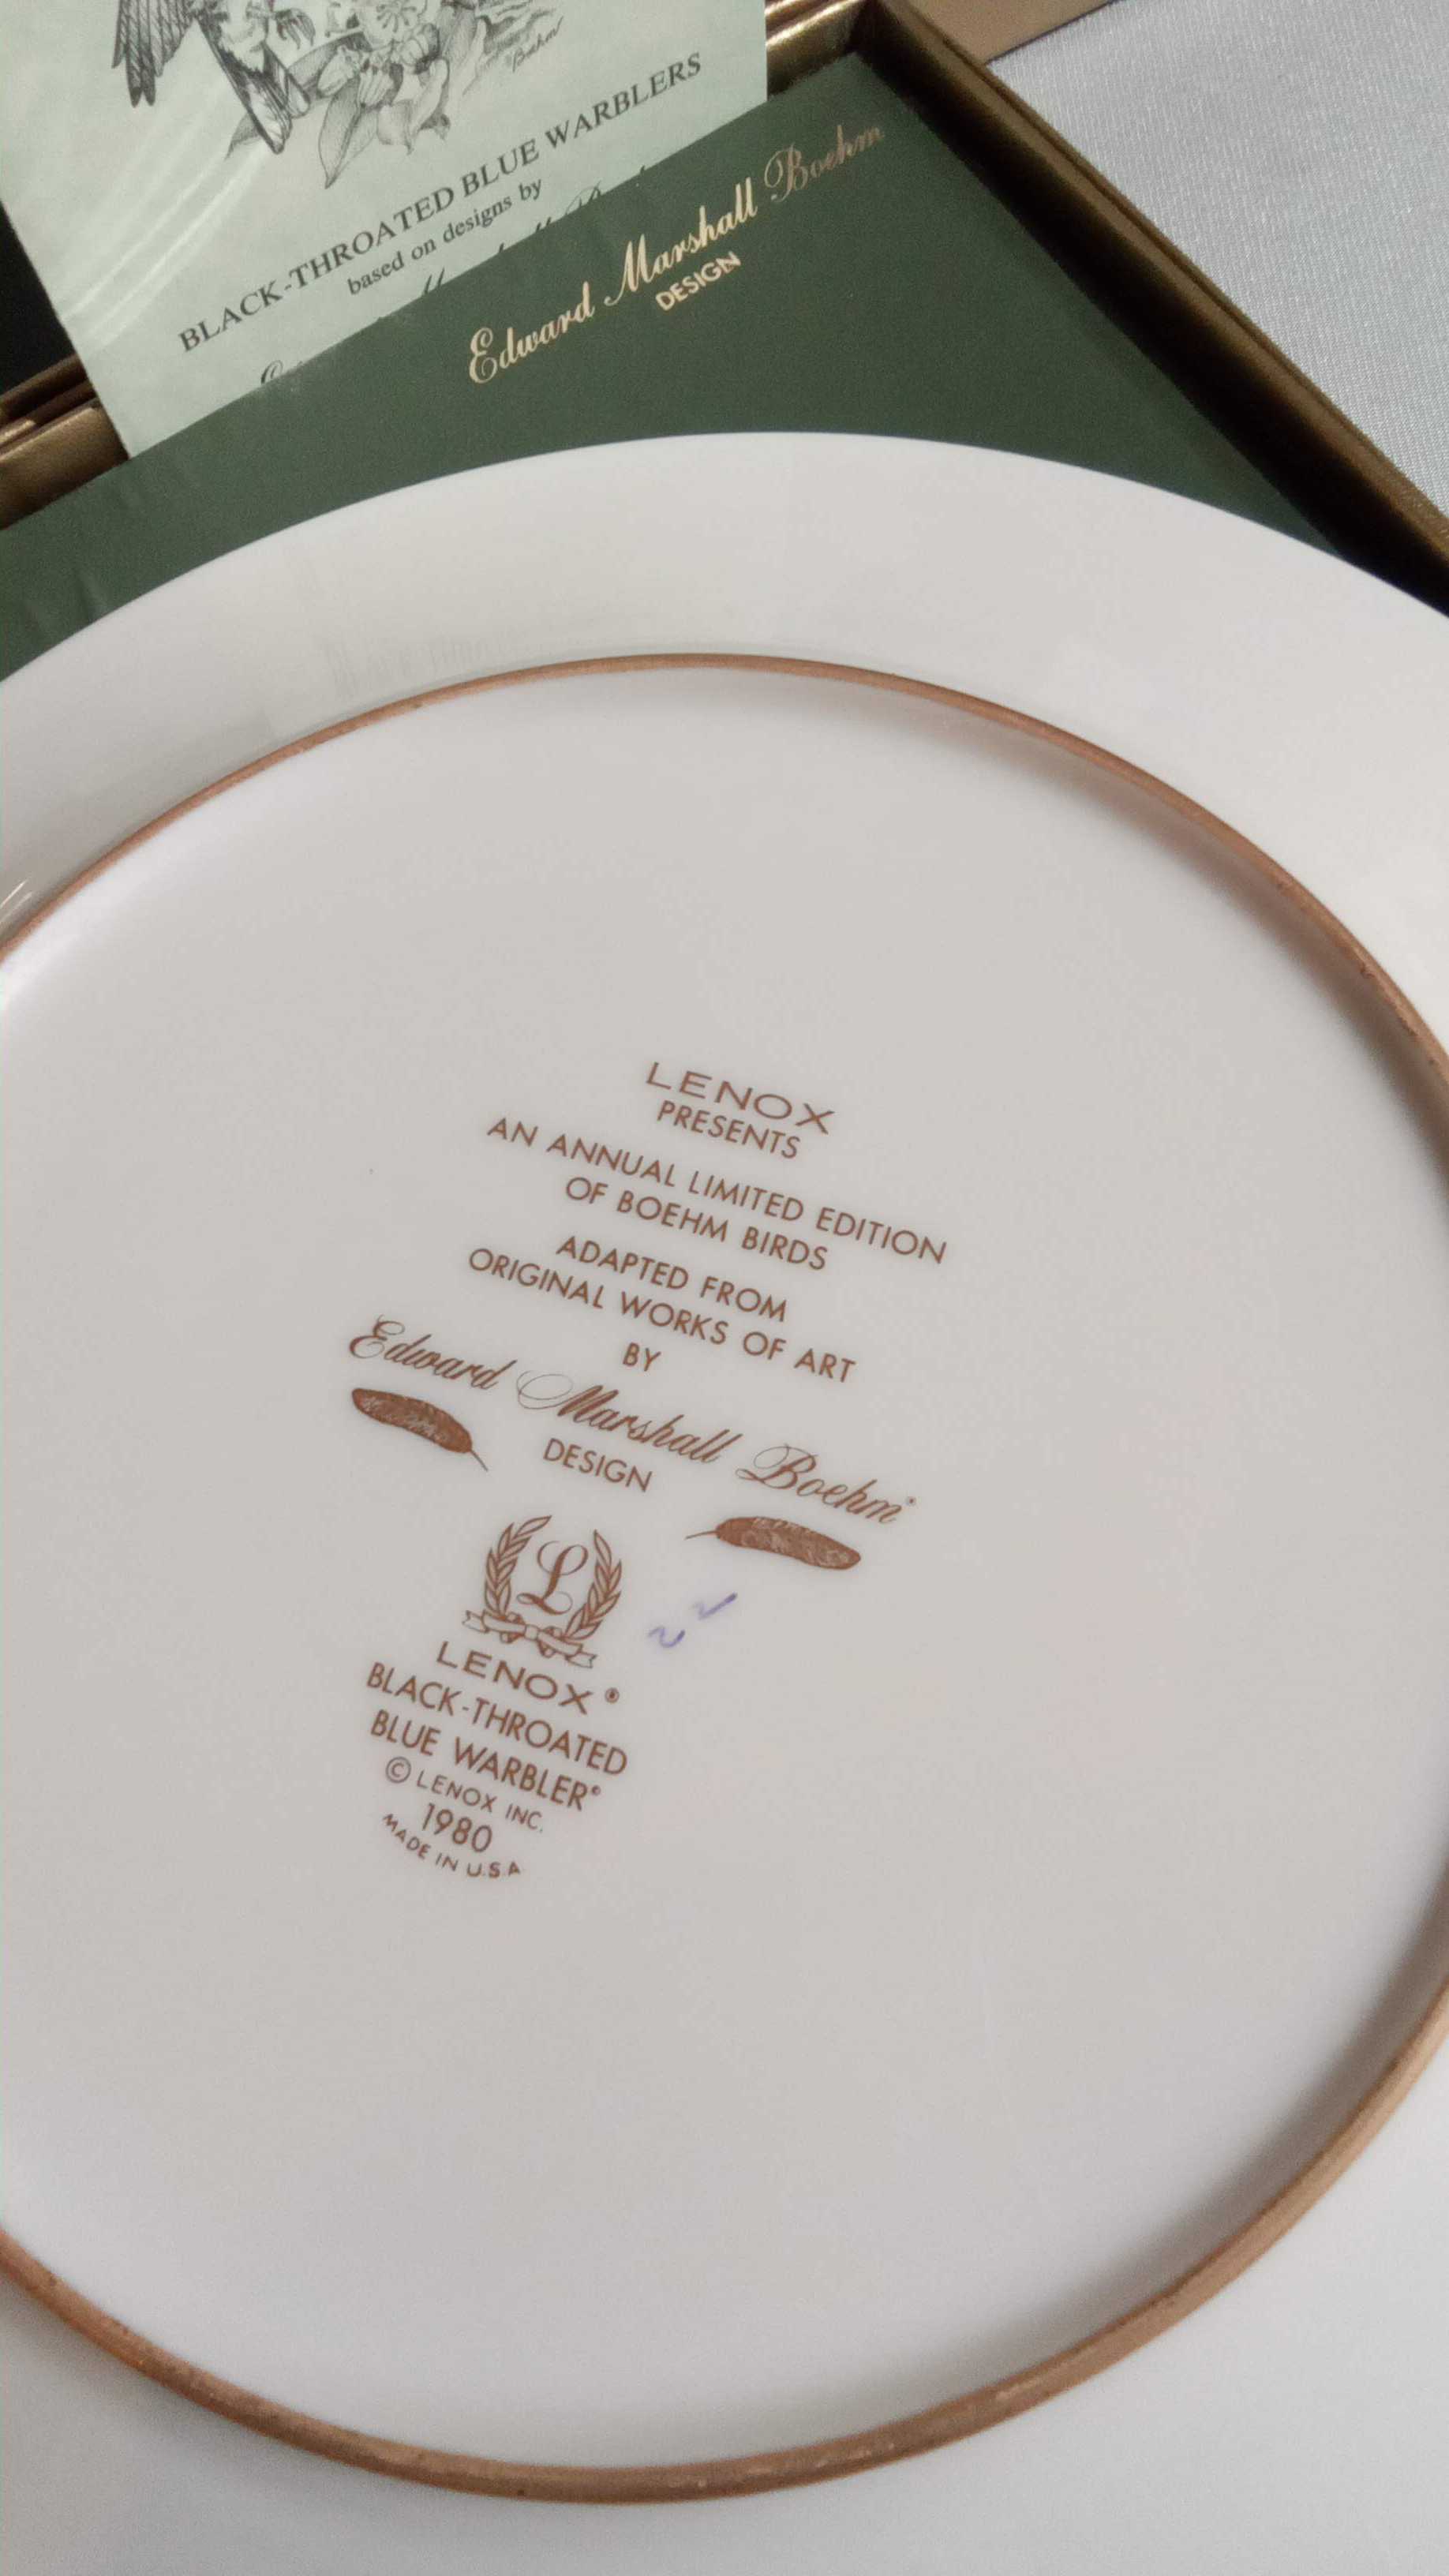 Boehm
BLACK-THROATED BLUE WARBLERS
based on designs by
Edward Marshall Boehm
DESIGN
LENOX
PRESENTS
AN ANNUAL LIMITED EDITION
OF BOEHM BIRDS
ADAPTED FROM
ORIGINAL WORKS OF ART
BY
Edward Marshall Boehm®
DESIGN
L
LENOX®
BLACK-THROATED
BLUE WARBLER®
© LENOX INC.
1980
MADE IN U.S.A